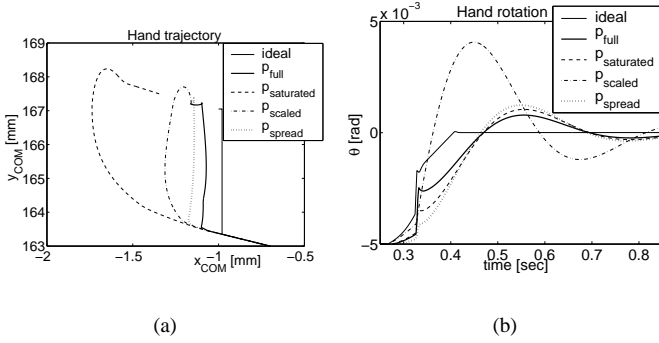 Hand trajectory
169
168
167
166
165
164
163
−2
−1.5
−1
−0.5
y_COM [mm]
x_COM [mm]
ideal
p_full
p_saturated
p_scaled
p_spread
(a)
Hand rotation
x 10^−3
5
0
−5
0.3
0.4
0.5
0.6
0.7
0.8
θ [rad]
time [sec]
ideal
p_full
p_saturated
p_scaled
p_spread
(b)